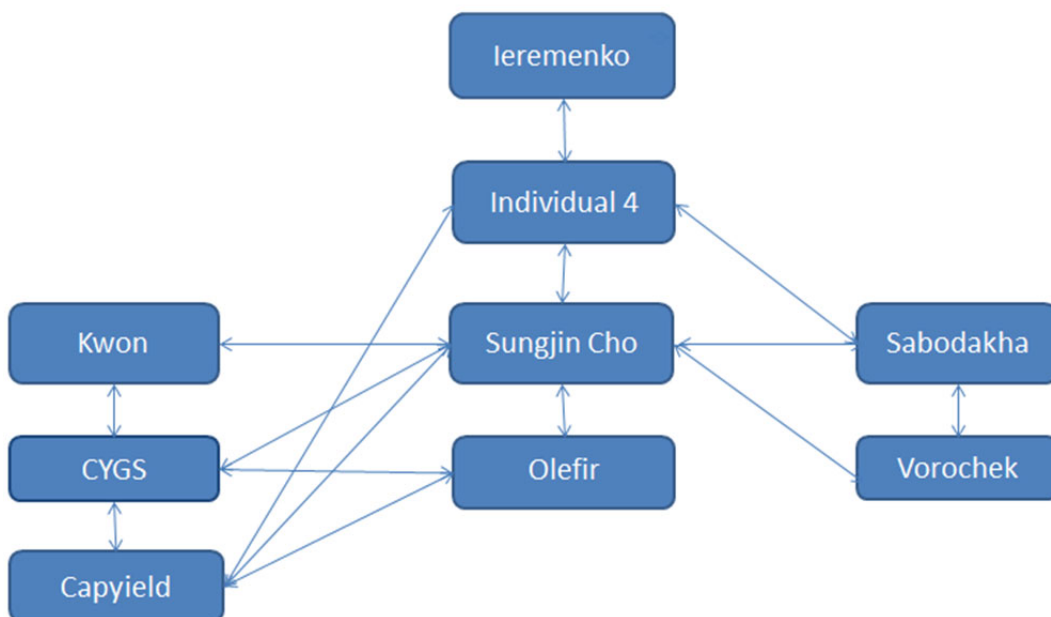 Ieremenko
Individual 4
Kwon
Sungjin Cho
Sabodakha
CYGS
Olefir
Vorochek
Capyield